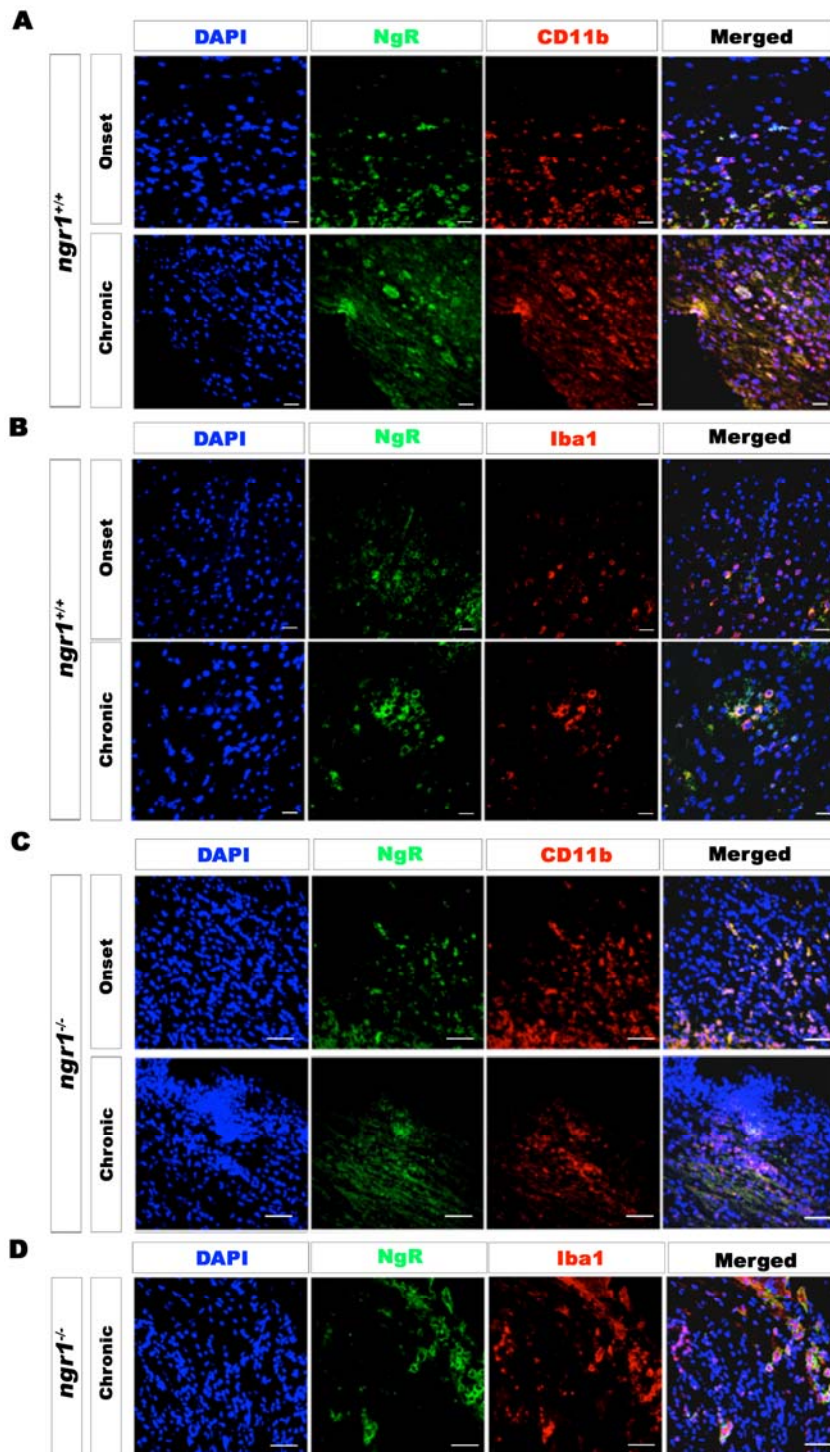 A
DAPI NgR CD11b Merged
ngr1+/+
Onset
Chronic
B
DAPI NgR Iba1 Merged
ngr1+/+
Onset
Chronic
C
DAPI NgR CD11b Merged
ngr1-/-
Onset
Chronic
D
DAPI NgR Iba1 Merged
ngr1-/-
Chronic